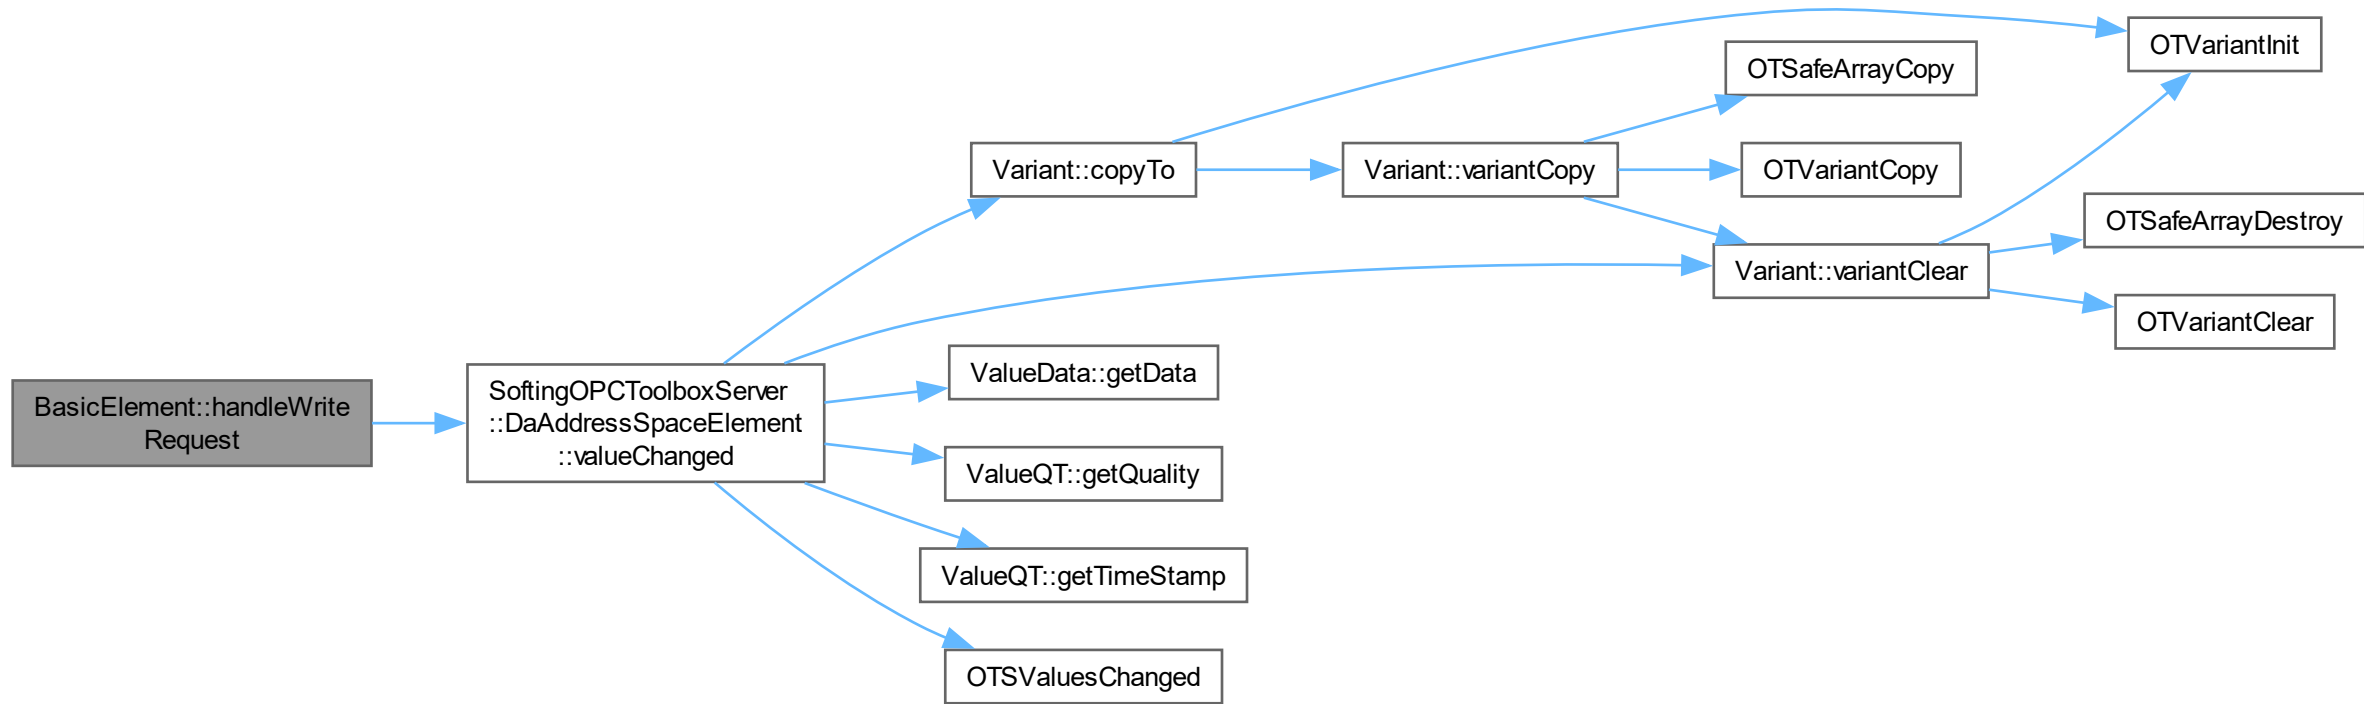 BasicElement::handleWrite
Request
SoftingOPCToolboxServer
::DaAddressSpaceElement
::valueChanged
Variant::copyTo
OTVariantInit
Variant::variantCopy
OTSafeArrayCopy
OTVariantCopy
Variant::variantClear
OTSafeArrayDestroy
OTVariantClear
ValueData::getData
ValueQT::getQuality
ValueQT::getTimeStamp
OTSValuesChanged